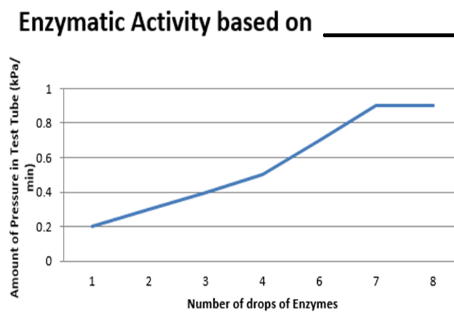 Enzymatic Activity based on ____________
Amount of Pressure in Test Tube (kPa/
min)
1
0.8
0.6
0.4
0.2
0
1 2 3 4 6 7 8
Number of drops of Enzymes